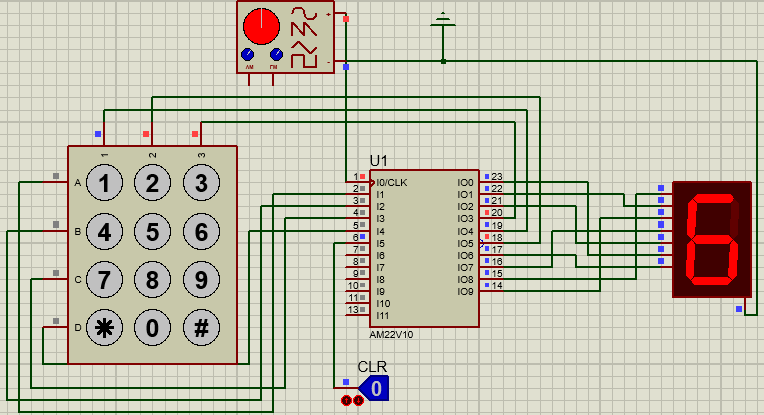 +
-
AM FM
1 2 3
A 1 2 3
B 4 5 6
C 7 8 9
D * 0 #
U1
1 I0/CLK IO0 23
2 I1 IO1 22
3 I2 IO2 21
4 I3 IO3 20
5 I4 IO4 19
6 I5 IO5 18
7 I6 IO6 17
8 I7 IO7 16
9 I8 IO8 15
10 I9 IO9 14
11 I10
13 I11
AM22V10
6
CLR
0